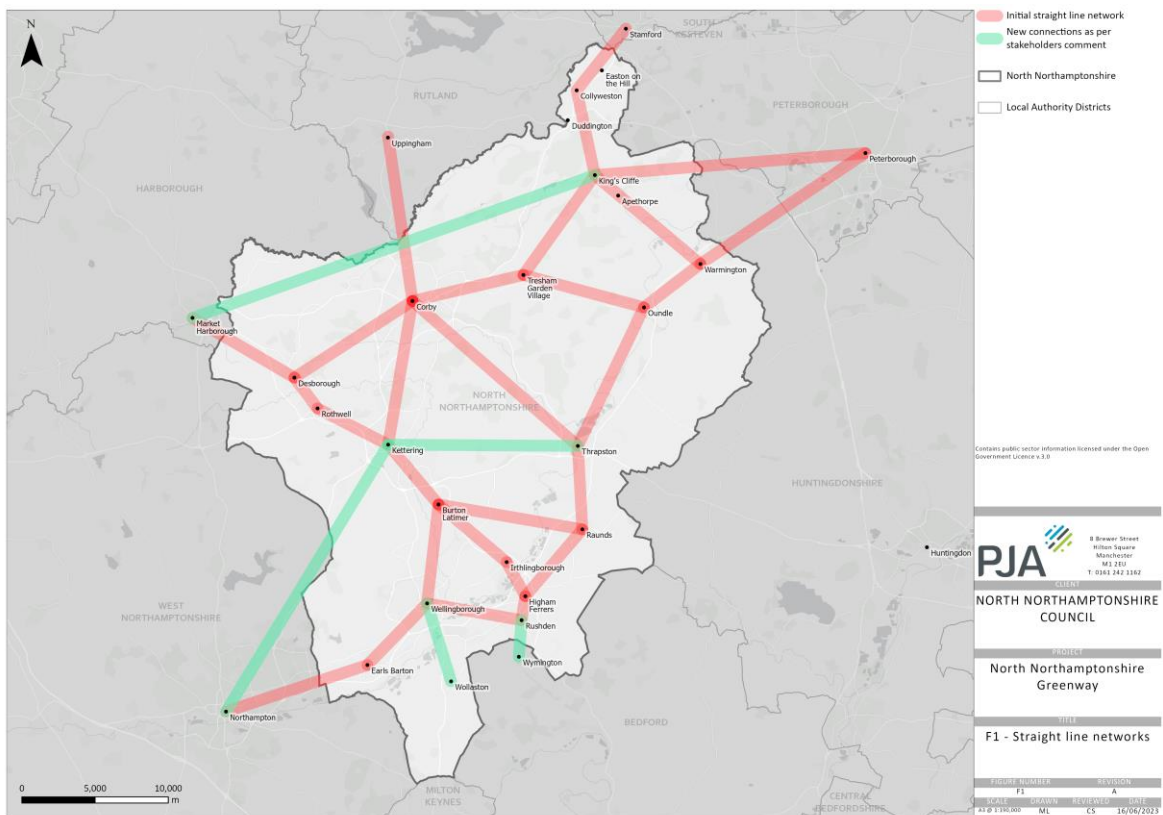 N
SOUTH
KESTEVEN
Stamford
Easton on
the Hill
Collyweston
RUTLAND
PETERBOROUGH
Duddington
Uppingham
Peterborough
HARBOROUGH
King's Cliffe
Apethorpe
Warmington
Tresham
Garden
Village
Corby
Oundle
Market
Harborough
Desborough
NORTH
NORTHAMPTONSHIRE
Rothwell
Kettering
Thrapston
HUNTINGDONSHIRE
Burton
Latimer
Raunds
Huntingdon
Irthlingborough
Higham
Ferrers
Wellingborough
WEST
NORTHAMPTONSHIRE
Rushden
Wymington
Earls Barton
Wollaston
Northampton
BEDFORD
MILTON
KEYNES
CENTRAL
BEDFORDSHIRE
0 5,000 10,000
m
Initial straight line network
New connections as per
stakeholders comment
North Northamptonshire
Local Authority Districts
Contains public sector information licensed under the Open
Government Licence v.3.0
PJA
8 Brewer Street
Hilton Square
Manchester
M1 2EU
T: 0161 242 1162
CLIENT
NORTH NORTHAMPTONSHIRE
COUNCIL
PROJECT
North Northamptonshire
Greenway
TITLE
F1 - Straight line networks
FIGURE NUMBER REVISION
F1 A
SCALE DRAWN REVIEWED DATE
ML CS 16/06/2023